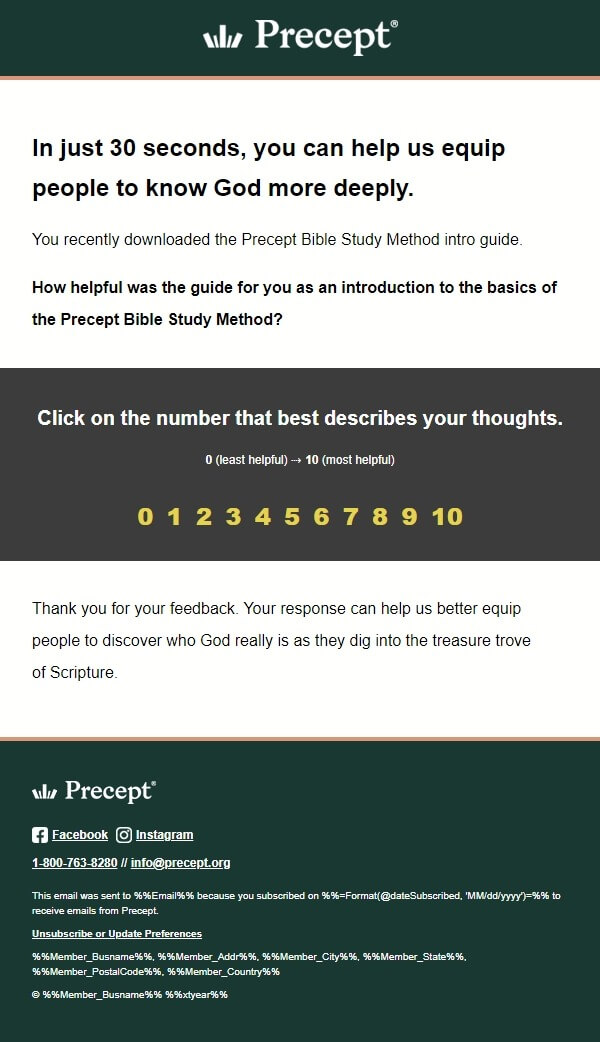 Precept®
In just 30 seconds, you can help us equip
people to know God more deeply.
You recently downloaded the Precept Bible Study Method intro guide.
How helpful was the guide for you as an introduction to the basics of
the Precept Bible Study Method?
Click on the number that best describes your thoughts.
0 (least helpful) → 10 (most helpful)
0 1 2 3 4 5 6 7 8 9 10
Thank you for your feedback. Your response can help us better equip
people to discover who God really is as they dig into the treasure trove
of Scripture.
Precept®
Facebook Instagram
1-800-763-8280 // info@precept.org
This email was sent to %%Email%% because you subscribed on %%=Format(@dateSubscribed, 'MM/dd/yyyy')=%% to
receive emails from Precept.
Unsubscribe or Update Preferences
%%Member_Busname%%, %%Member_Addr%%, %%Member_City%%, %%Member_State%%,
%%Member_PostalCode%%, %%Member_Country%%
© %%Member_Busname%% %%xtyear%%